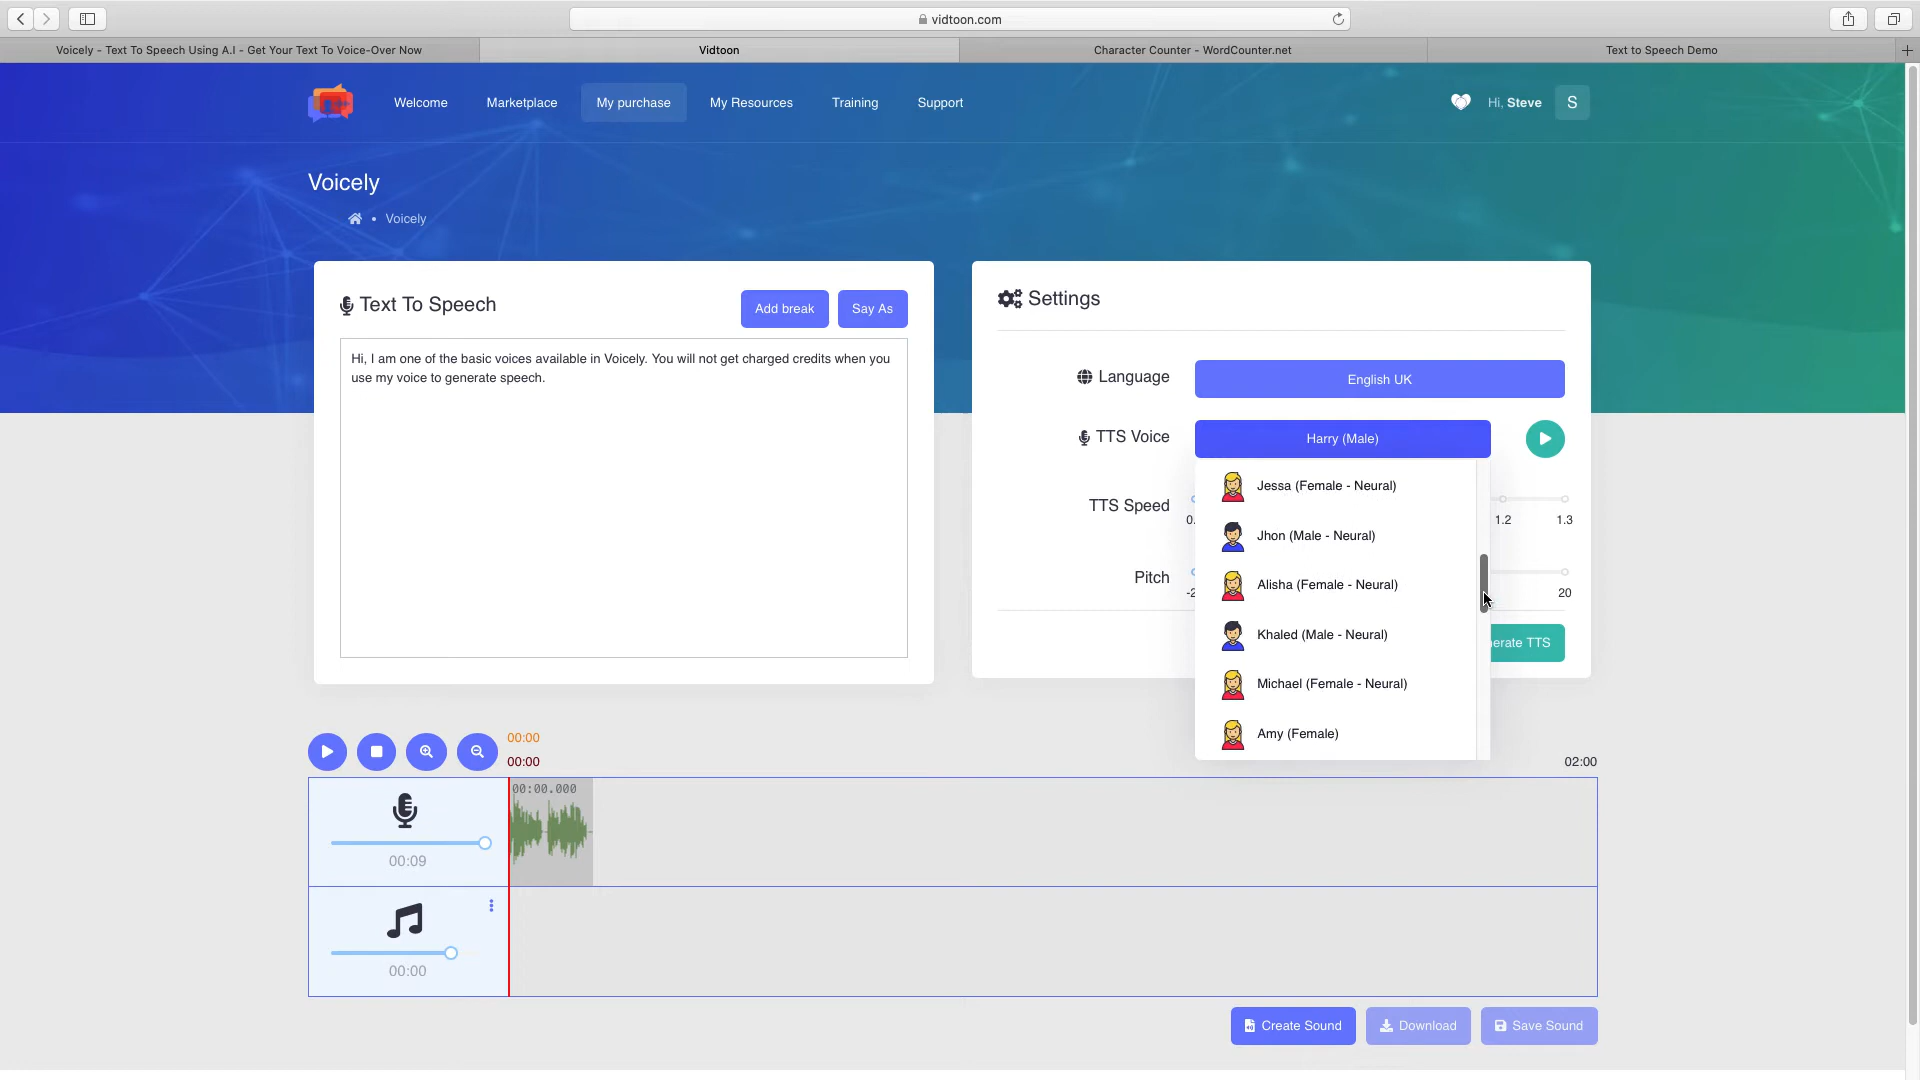 vidtoon.com
Voicely - Text To Speech Using A.I - Get Your Text To Voice-Over Now
Vidtoon
Character Counter - WordCounter.net
Text to Speech Demo
Welcome
Marketplace
My purchase
My Resources
Training
Support
Hi, Steve
S
Voicely
Voicely
Text To Speech
Add break
Say As
Hi, I am one of the basic voices available in Voicely. You will not get charged credits when you
use my voice to generate speech.
Settings
Language
English UK
TTS Voice
Harry (Male)
Jessa (Female - Neural)
Jhon (Male - Neural)
Alisha (Female - Neural)
Khaled (Male - Neural)
Michael (Female - Neural)
Amy (Female)
TTS Speed
0.
1.2
1.3
Pitch
-2
20
erate TTS
00:00
00:00
02:00
00:00.000
00:09
00:00
Create Sound
Download
Save Sound